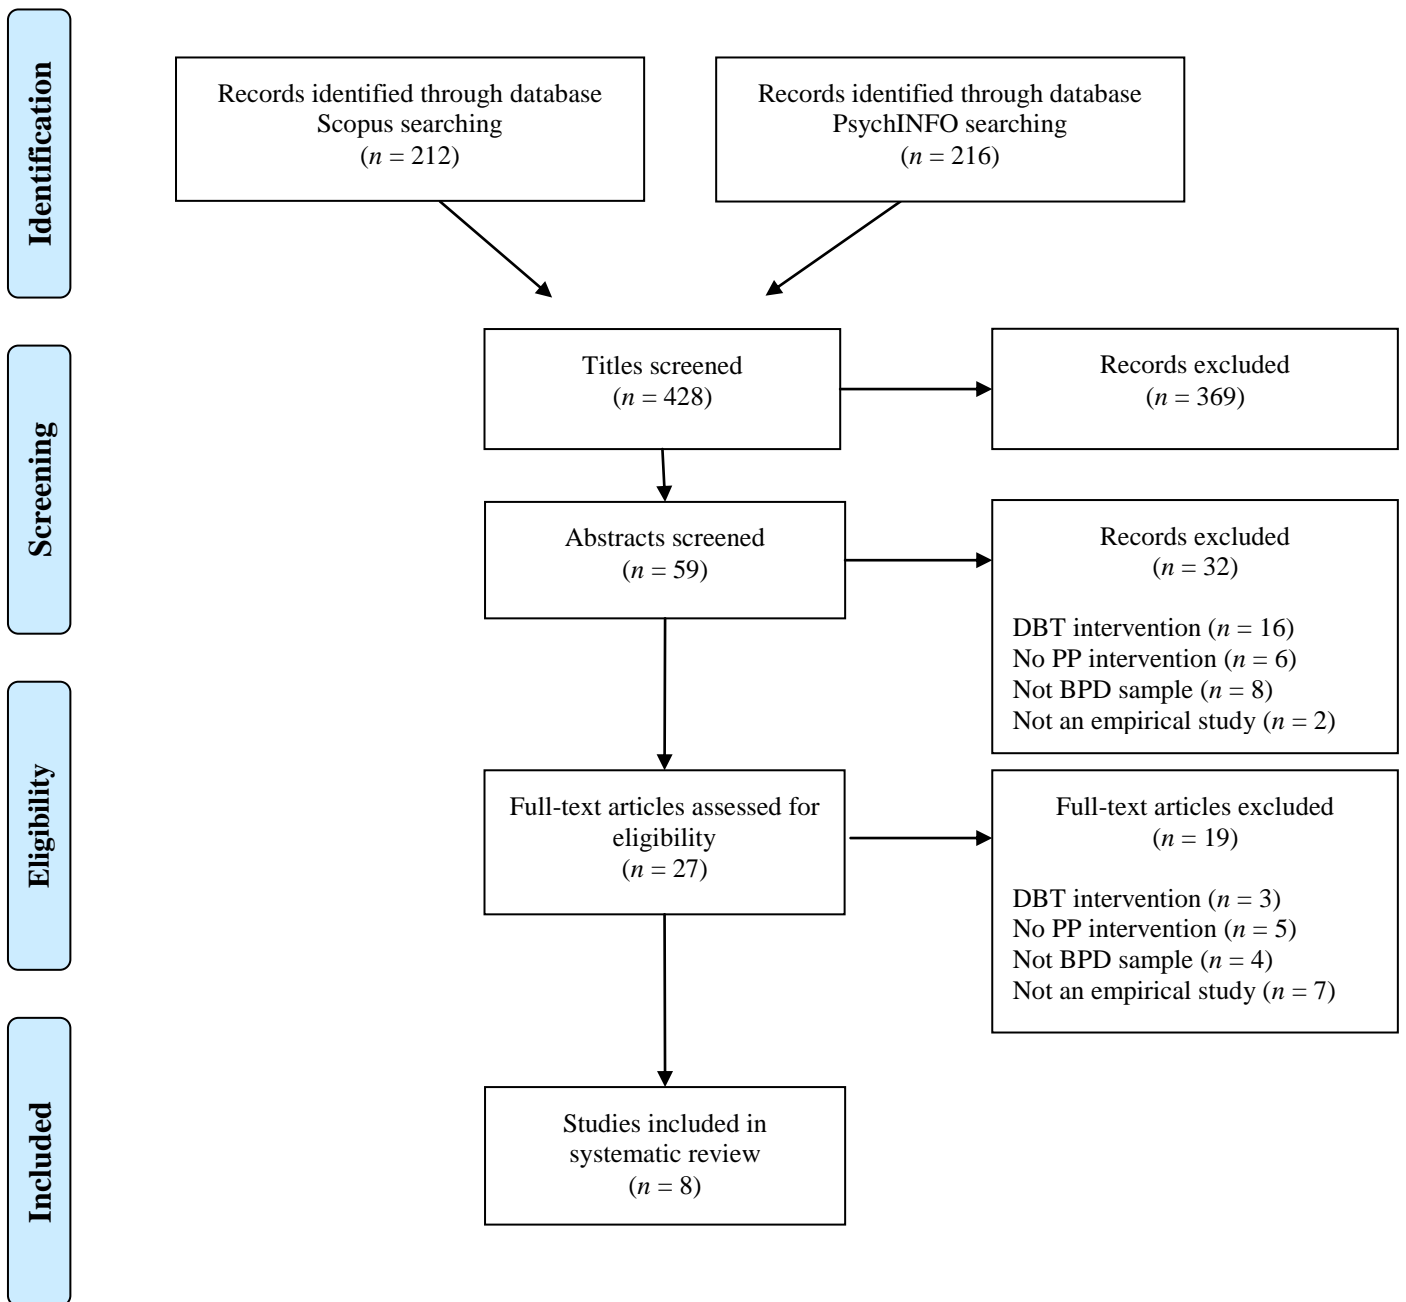 Identification
Records identified through database
Scopus searching
(n = 212)
Records identified through database
PsychINFO searching
(n = 216)
Screening
Titles screened
(n = 428)
Records excluded
(n = 369)
Abstracts screened
(n = 59)
Records excluded
(n = 32)
DBT intervention (n = 16)
No PP intervention (n = 6)
Not BPD sample (n = 8)
Not an empirical study (n = 2)
Eligibility
Full-text articles assessed for
eligibility
(n = 27)
Full-text articles excluded
(n = 19)
DBT intervention (n = 3)
No PP intervention (n = 5)
Not BPD sample (n = 4)
Not an empirical study (n = 7)
Included
Studies included in
systematic review
(n = 8)